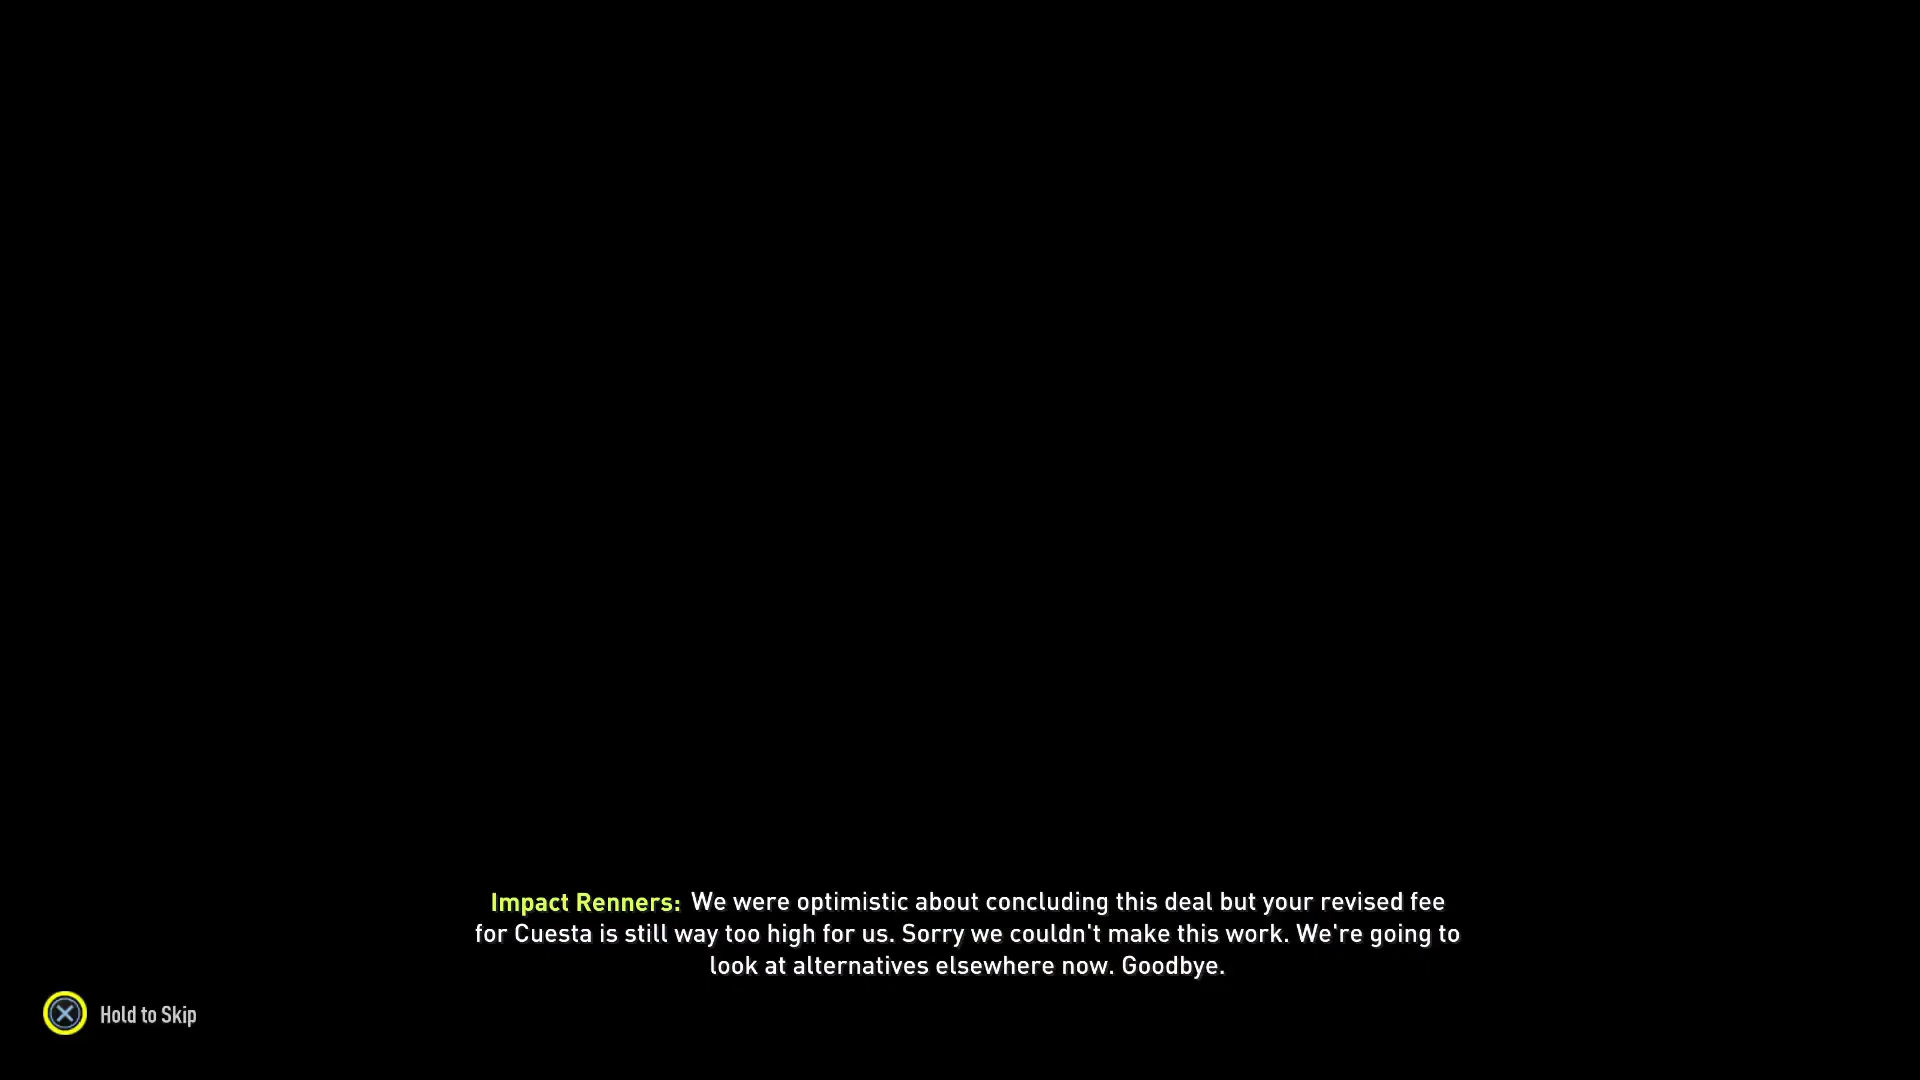 Impact Renners: We were optimistic about concluding this deal but your revised fee
for Cuesta is still way too high for us. Sorry we couldn't make this work. We're going to
look at alternatives elsewhere now. Goodbye.
Hold to Skip